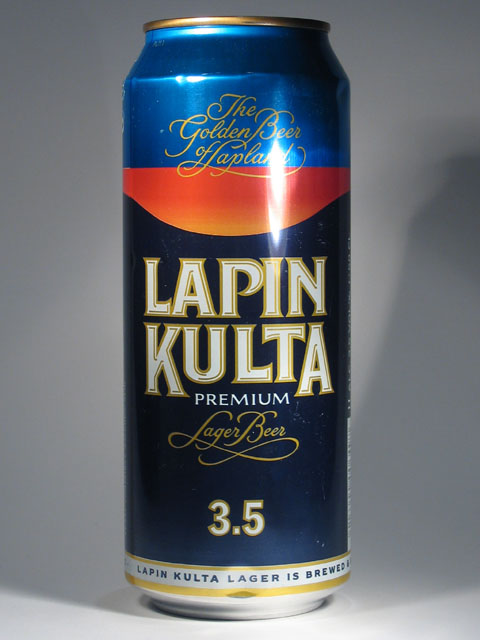 The
Golden Beer
of Lapland
LAPIN
KULTA
PREMIUM
Lager Beer
3.5
LAPIN KULTA LAGER IS BREWED